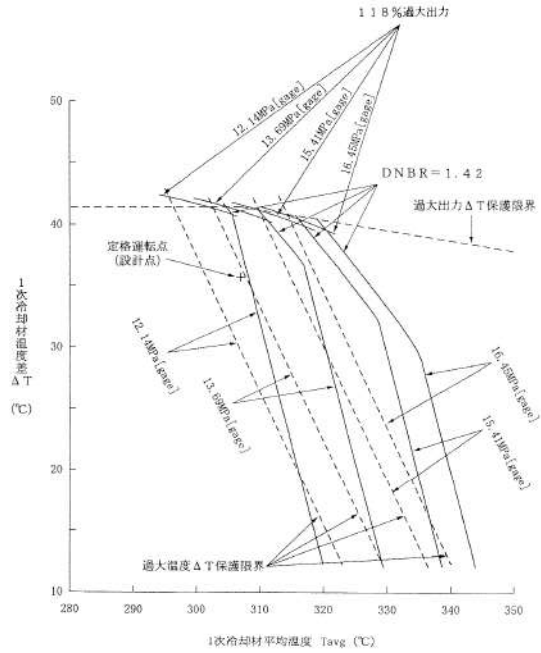 118%過大出力
12.14MPa[gage]
13.69MPa[gage]
15.41MPa[gage]
16.45MPa[gage]
DNBR=1.42
過大出力ΔT保護限界
定格運転点
(設計点)
P
1次冷却材温度差ΔT
(℃)
50
40
30
20
10
12.14MPa[gage]
13.69MPa[gage]
16.45MPa[gage]
15.41MPa[gage]
過大温度ΔT保護限界
280 290 300 310 320 330 340 350
1次冷却材平均温度 Tavg (℃)